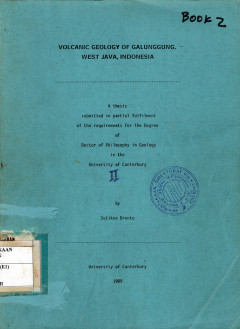 BOOK 2
VOLCANIC GEOLOGY OF GALUNGGUNG,
WEST JAVA, INDONESIA
A thesis
submitted in partial fulfilment
of the requirements for the Degree
of
Doctor of Philosophy in Geology
in the
University of Canterbury
II
by
Sutikno Bronto
University of Canterbury
1989